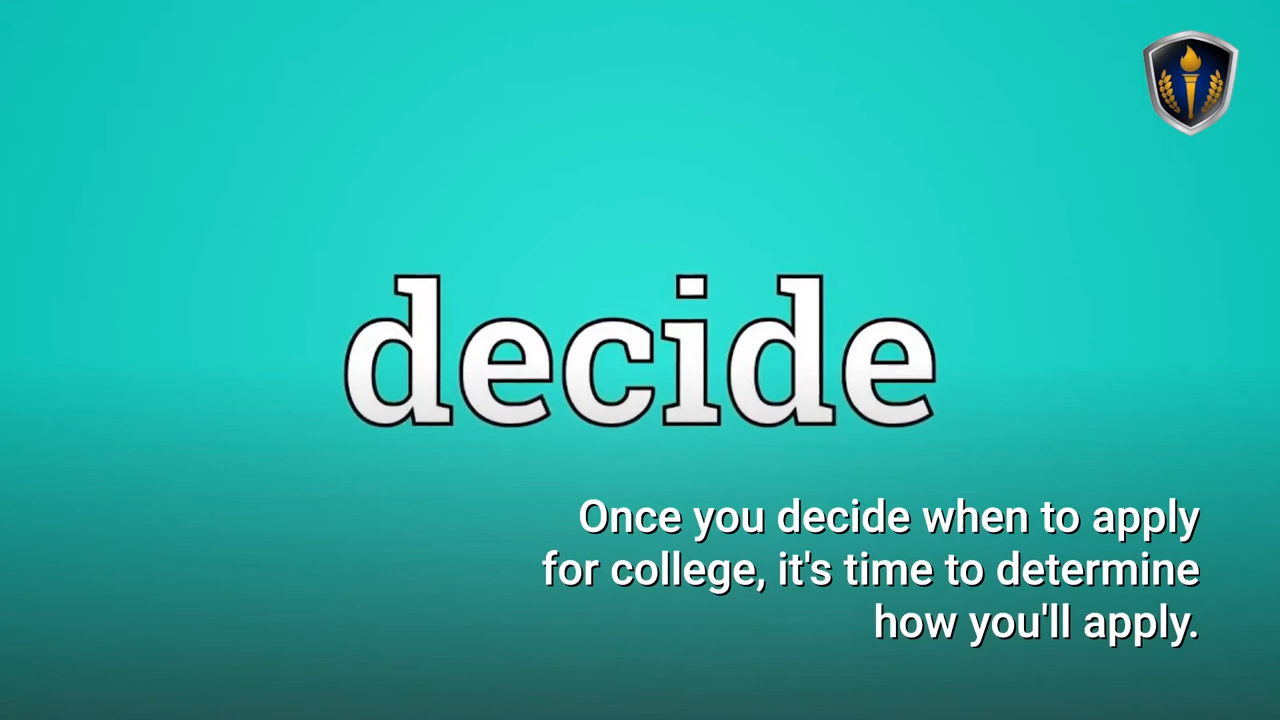 decide
Once you decide when to apply
for college, it's time to determine
how you'll apply.